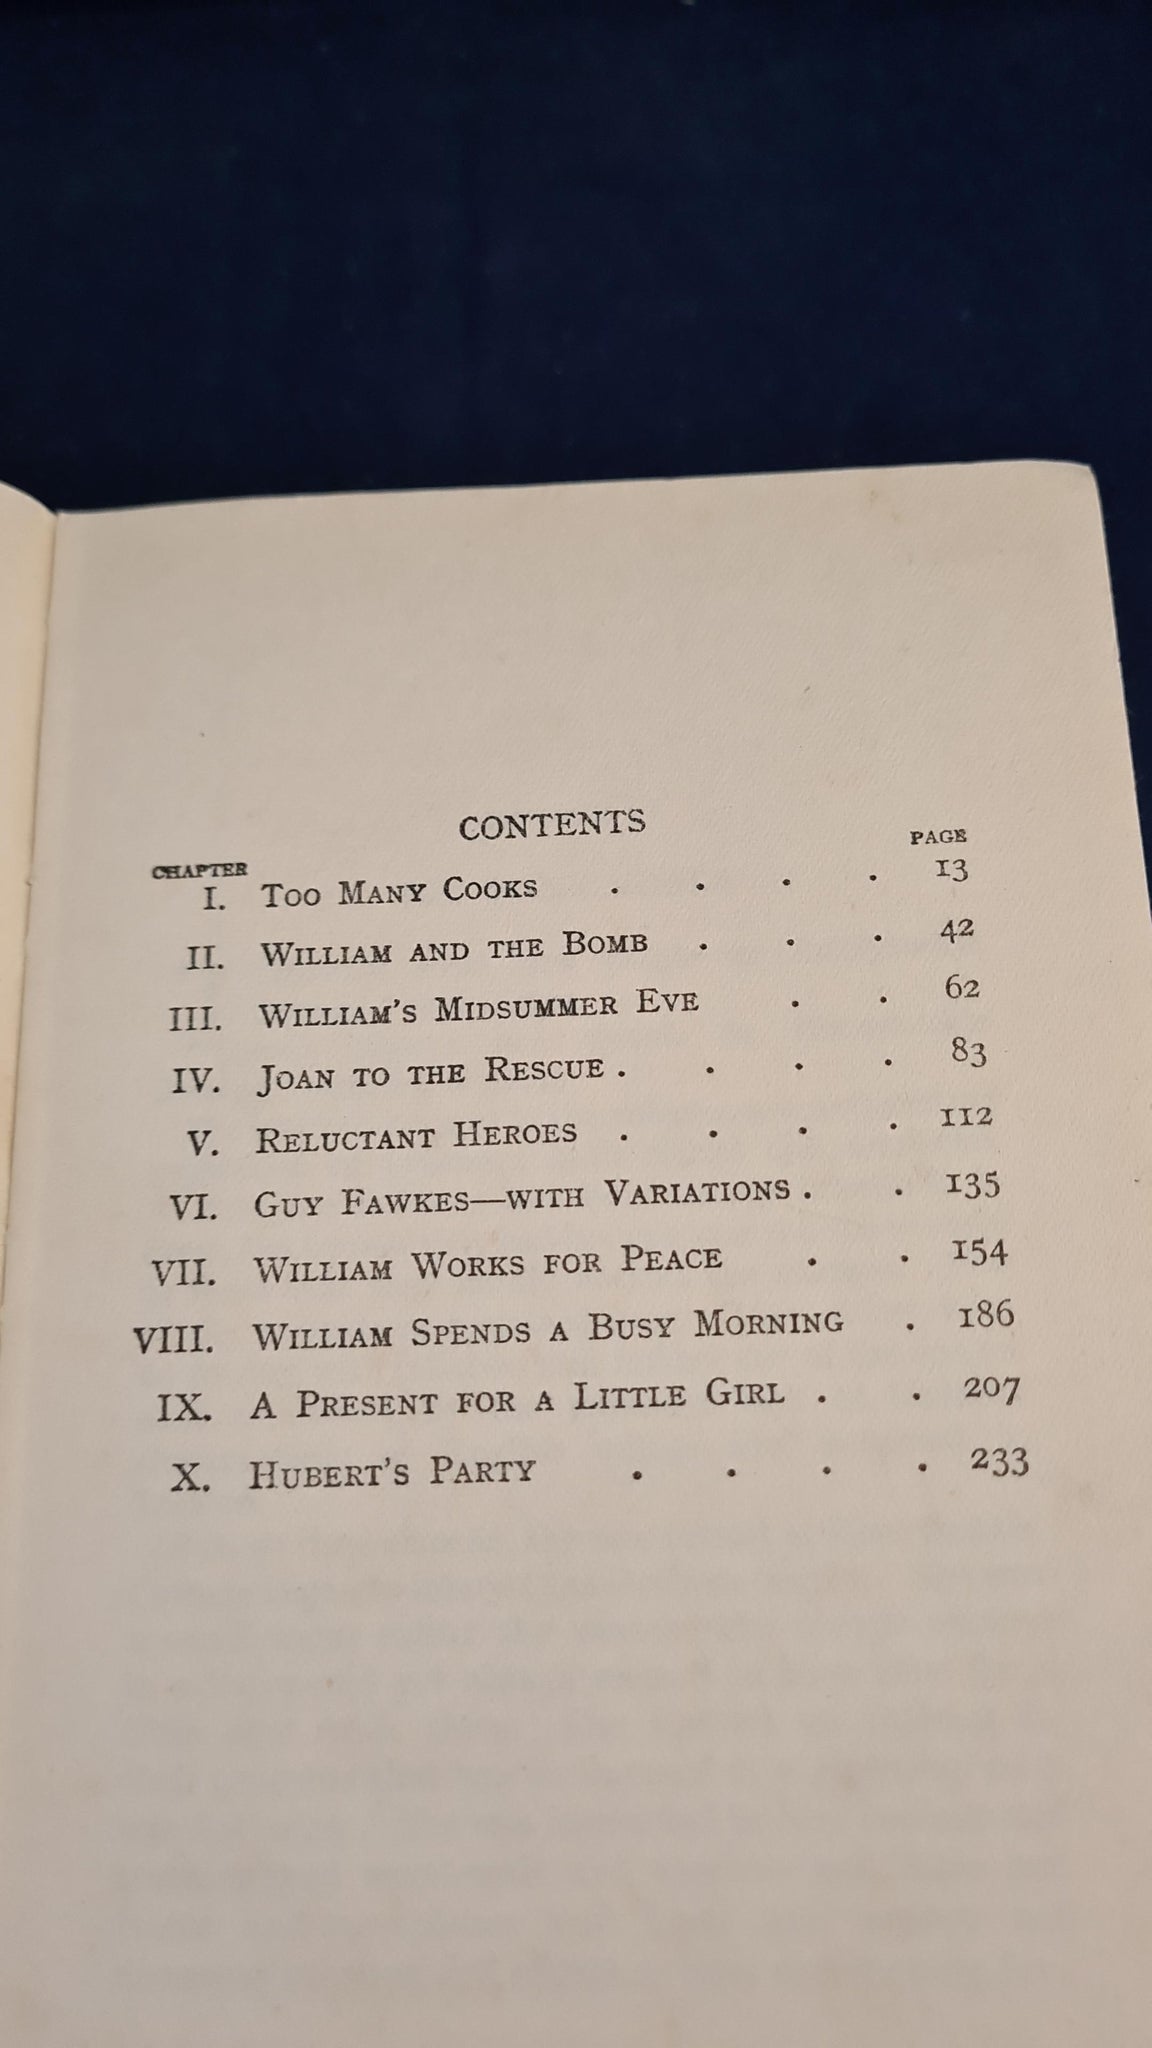 CONTENTS
CHAPTER PAGE
I. TOO MANY COOKS . . . . 13
II. WILLIAM AND THE BOMB . . . 42
III. WILLIAM'S MIDSUMMER EVE . . 62
IV. JOAN TO THE RESCUE . . . . 83
V. RELUCTANT HEROES . . . . 112
VI. GUY FAWKES—WITH VARIATIONS . . 135
VII. WILLIAM WORKS FOR PEACE . . 154
VIII. WILLIAM SPENDS A BUSY MORNING . 186
IX. A PRESENT FOR A LITTLE GIRL . . 207
X. HUBERT'S PARTY . . . . 233